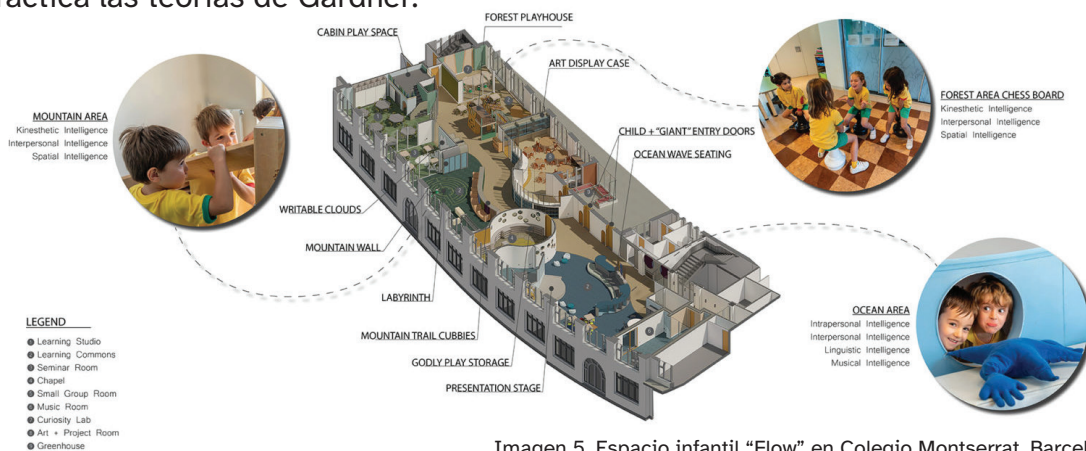 ractica las teorías de Gardner.
FOREST PLAYHOUSE
CABIN PLAY SPACE
ART DISPLAY CASE
MOUNTAIN AREA
Kinesthetic Intelligence
Interpersonal Intelligence
Spatial Intelligence
FOREST AREA CHESS BOARD
Kinesthetic Intelligence
Interpersonal Intelligence
Spatial Intelligence
CHILD + "GIANT" ENTRY DOORS
OCEAN WAVE SEATING
WRITABLE CLOUDS
MOUNTAIN WALL
LABYRINTH
MOUNTAIN TRAIL CUBBIES
GODLY PLAY STORAGE
PRESENTATION STAGE
OCEAN AREA
Intrapersonal Intelligence
Interpersonal Intelligence
Linguistic Intelligence
Musical Intelligence
LEGEND
Learning Studio
Learning Commons
Seminar Room
Chapel
Small Group Room
Music Room
Curiosity Lab
Art + Project Room
Greenhouse
Imagen 5. Espacio infantil "Flow" en Colegio Montserrat, Barcel